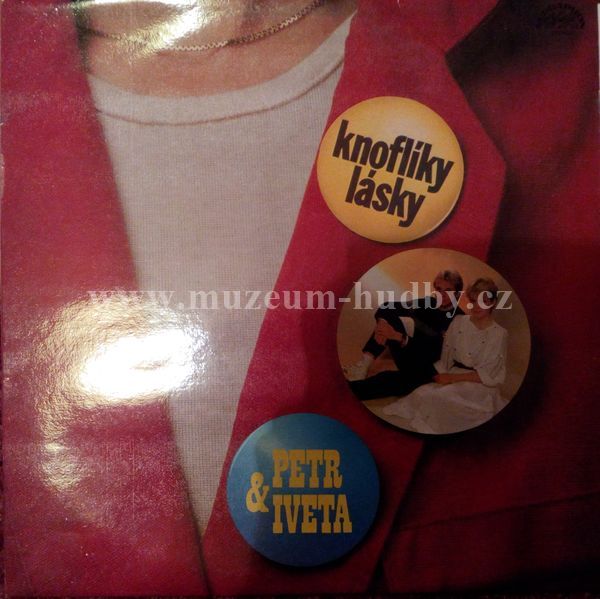 knoflíky
lásky
www.muzeum-hudby.cz
PETR
& IVETA